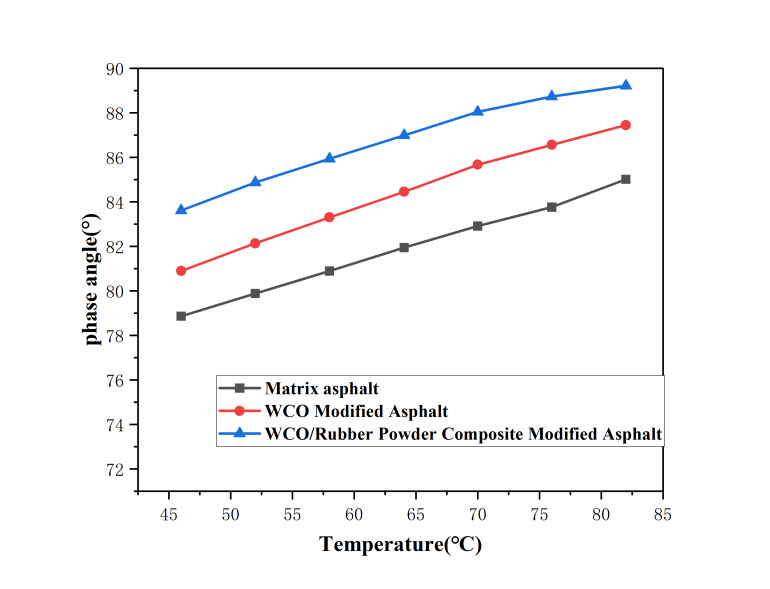 90
88
86
84
82
80
78
76
74
72
phase angle(°)
Matrix asphalt
WCO Modified Asphalt
WCO/Rubber Powder Composite Modified Asphalt
45 50 55 60 65 70 75 80 85
Temperature(℃)